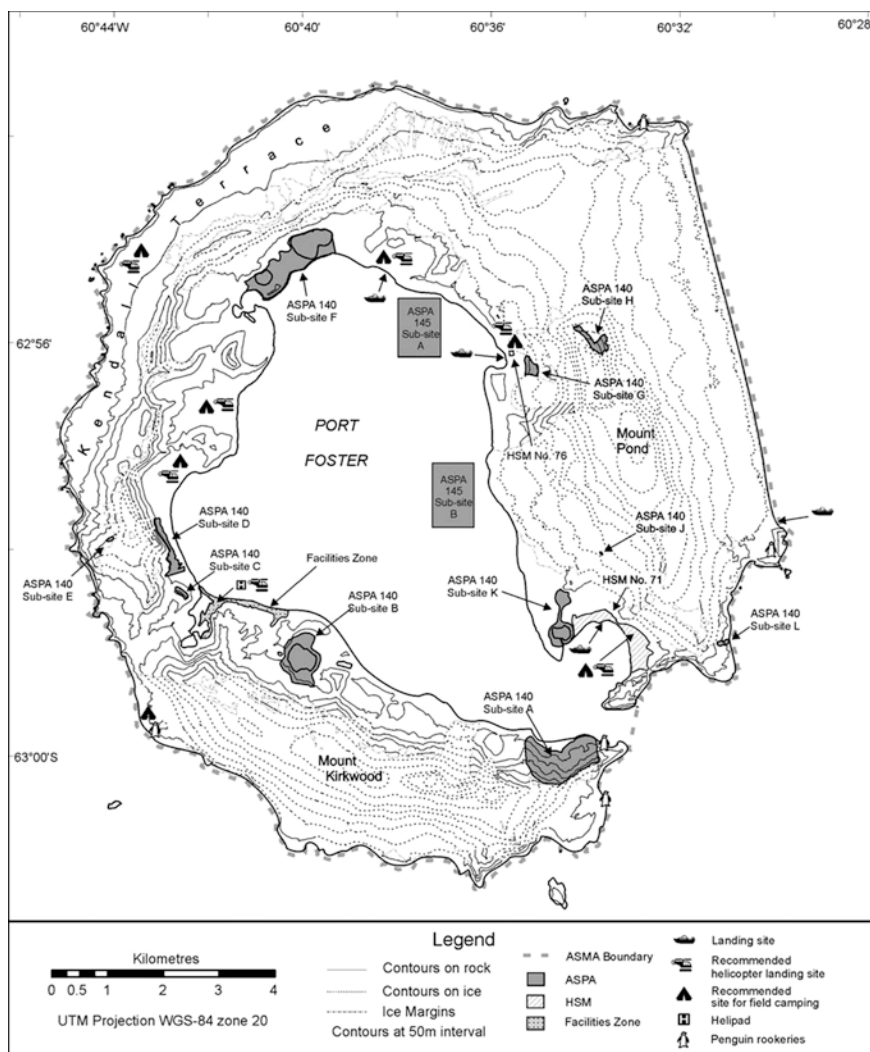 60°44'W
60°40'
60°36'
60°32'
60°28'
Kendall Terrace
ASPA 140
Sub-site F
ASPA
145
Sub-site
A
ASPA 140
Sub-site H
62°56'
ASPA 140
Sub-site G
PORT
FOSTER
Mount
Pond
HSM No. 76
ASPA
145
Sub-site
B
ASPA 140
Sub-site D
ASPA 140
Sub-site J
ASPA 140
Sub-site C
Facilities Zone
HSM No. 71
ASPA 140
Sub-site E
H
ASPA 140
Sub-site K
ASPA 140
Sub-site B
ASPA 140
Sub-site L
ASPA 140
Sub-site A
63°00'S
Mount
Kirkwood
Kilometres
0 0.5 1 2 3 4
UTM Projection WGS-84 zone 20
Legend
Contours on rock
Contours on ice
Ice Margins
Contours at 50m interval
ASMA Boundary
ASPA
HSM
Facilities Zone
Landing site
Recommended
helicopter landing site
Recommended
site for field camping
H
Helipad
Penguin rookeries